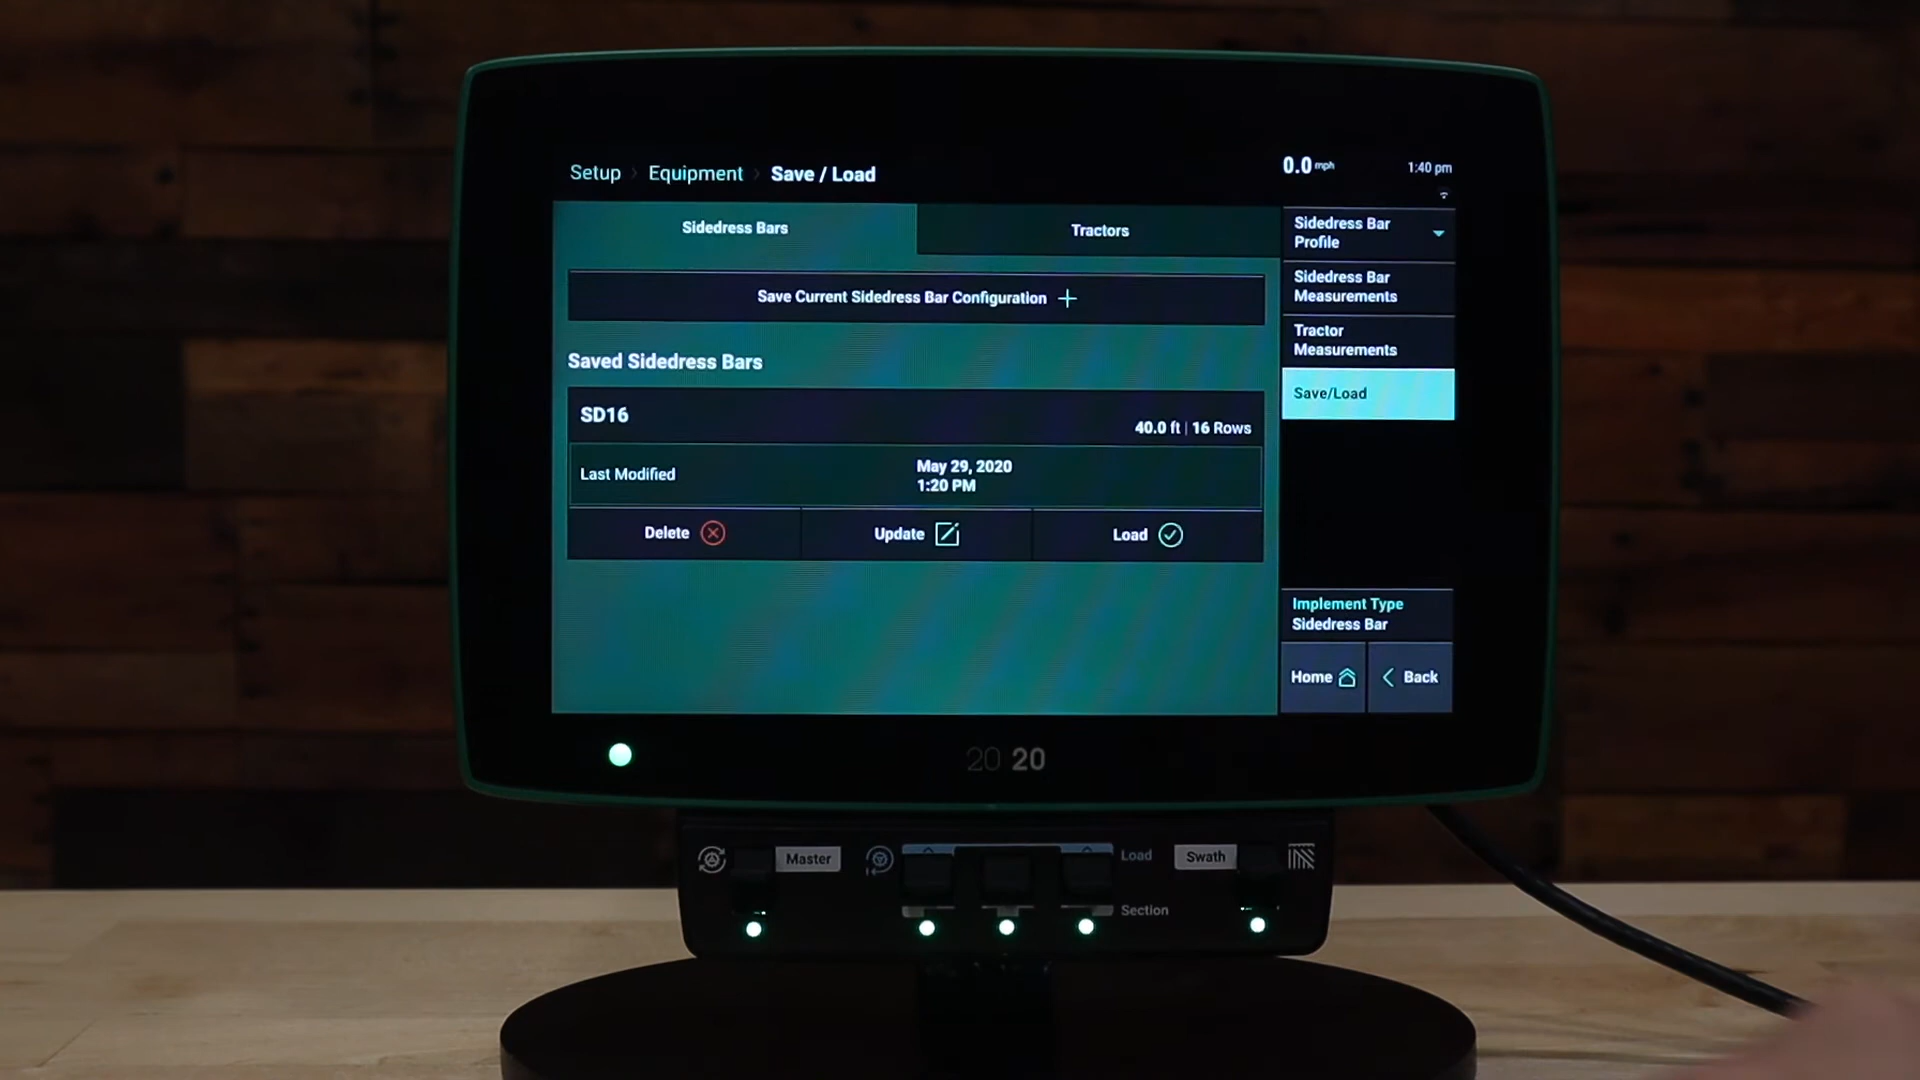 Setup › Equipment › Save / Load
0.0 mph
1:40 pm
Sidedress Bars
Tractors
Save Current Sidedress Bar Configuration +
Saved Sidedress Bars
SD16
40.0 ft | 16 Rows
Last Modified
May 29, 2020
1:20 PM
Delete
Update
Load
Sidedress Bar
Profile
Sidedress Bar
Measurements
Tractor
Measurements
Save/Load
Implement Type
Sidedress Bar
Home
Back
20 20
Master
Load
Swath
Section